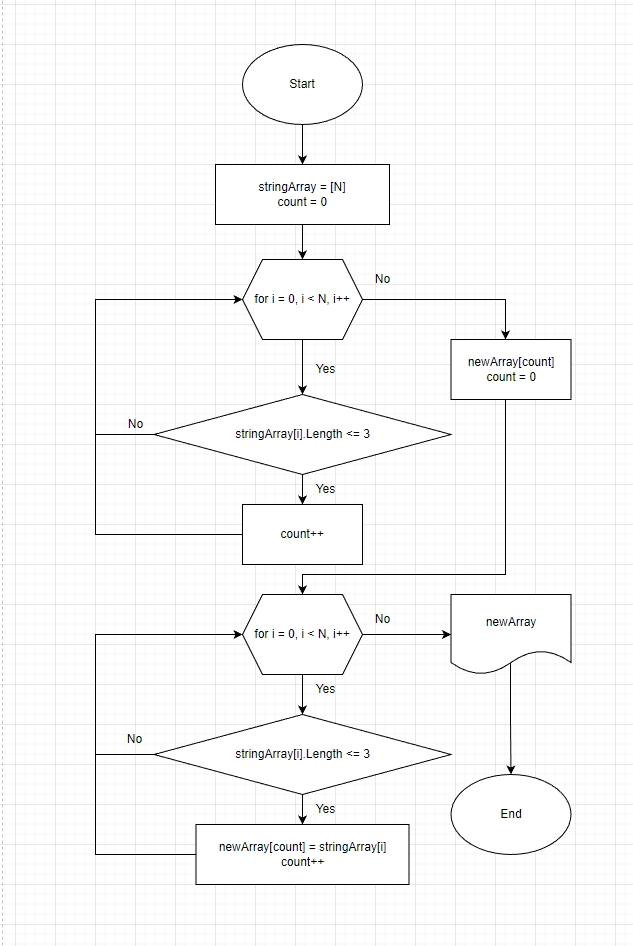 Start
stringArray = [N]
count = 0
No
for i = 0, i < N, i++
newArray[count]
count = 0
Yes
No
stringArray[i].Length <= 3
Yes
count++
No
newArray
for i = 0, i < N, i++
Yes
No
stringArray[i].Length <= 3
Yes
End
newArray[count] = stringArray[i]
count++